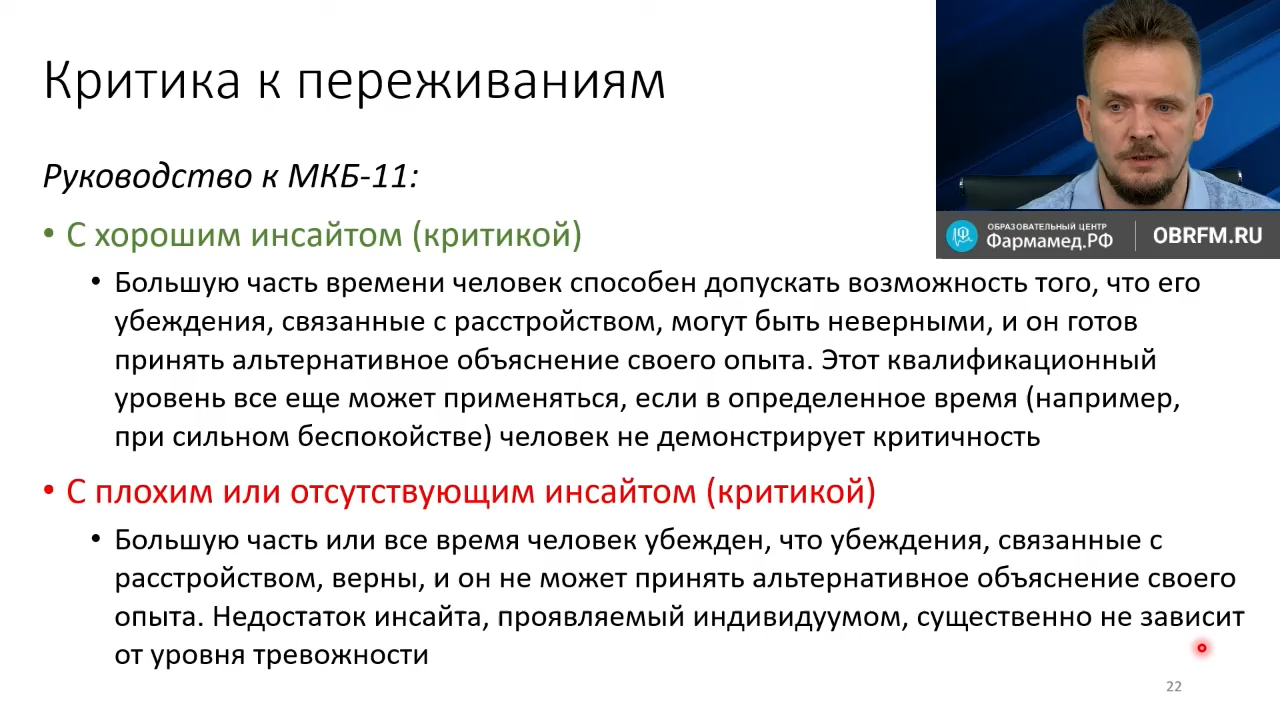 Критика к переживаниям
ОБРАЗОВАТЕЛЬНЫЙ ЦЕНТР
Фармамед.РФ
OBRFM.RU
Руководство к МКБ-11:
• С хорошим инсайтом (критикой)
• Большую часть времени человек способен допускать возможность того, что его
убеждения, связанные с расстройством, могут быть неверными, и он готов
принять альтернативное объяснение своего опыта. Этот квалификационный
уровень все еще может применяться, если в определенное время (например,
при сильном беспокойстве) человек не демонстрирует критичность
• С плохим или отсутствующим инсайтом (критикой)
• Большую часть или все время человек убежден, что убеждения, связанные с
расстройством, верны, и он не может принять альтернативное объяснение своего
опыта. Недостаток инсайта, проявляемый индивидуумом, существенно не зависит
от уровня тревожности
22